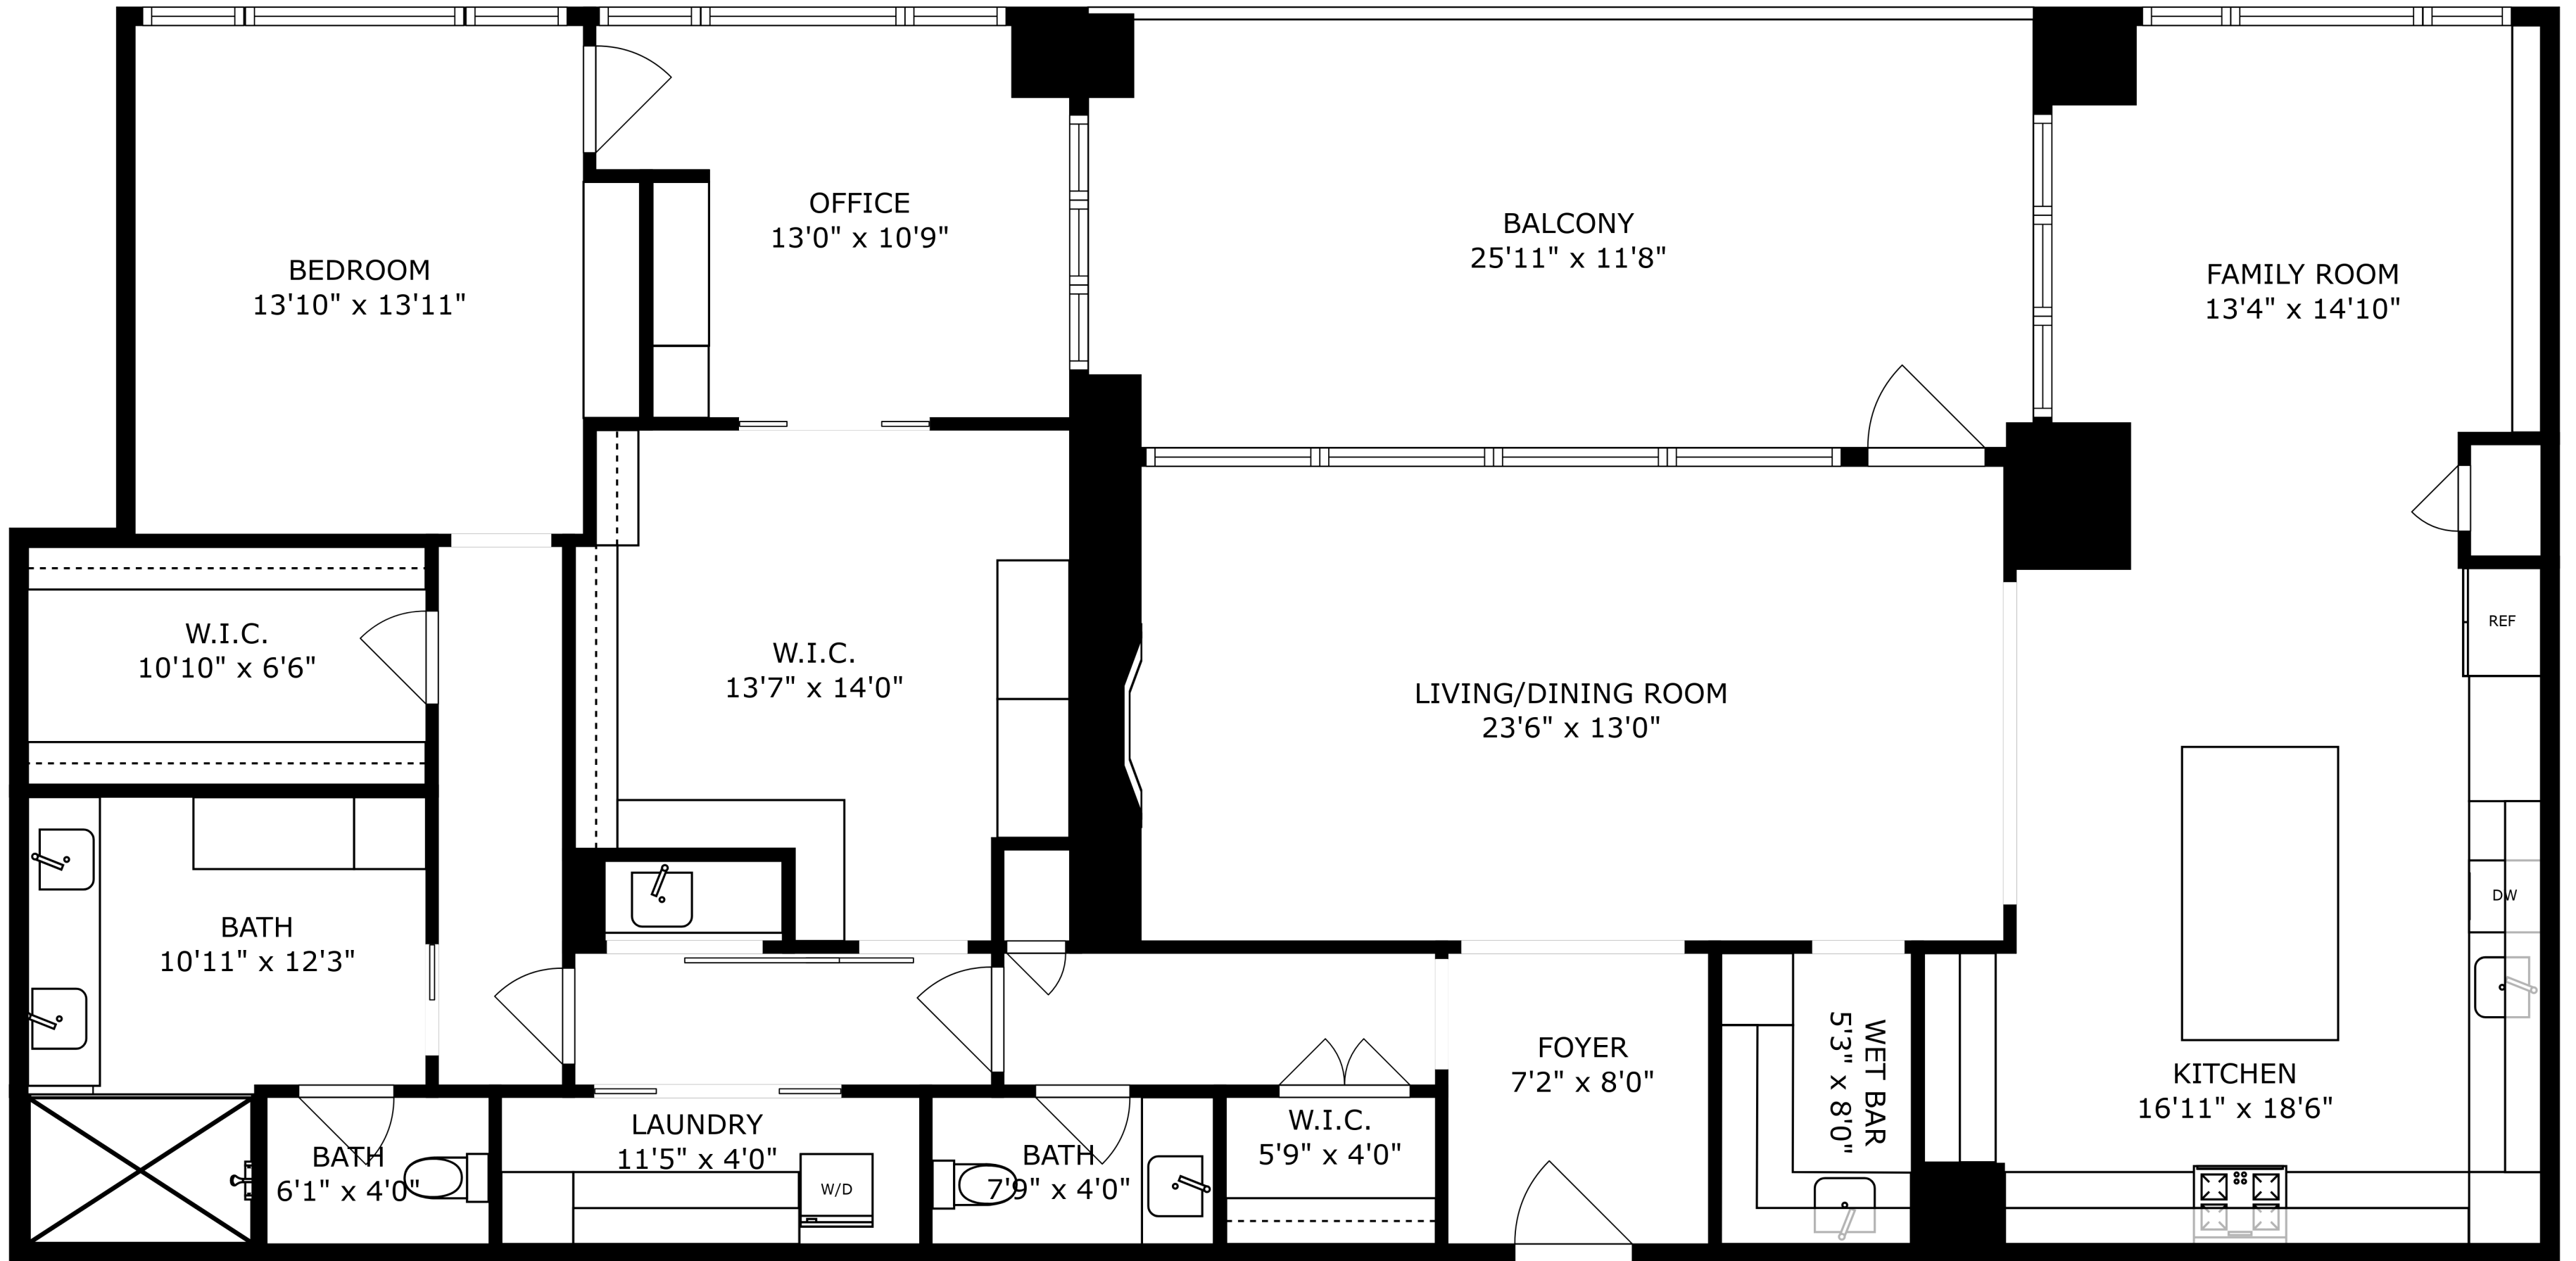 OFFICE
13'0" x 10'9"
BALCONY
25'11" x 11'8"
BEDROOM
13'10" x 13'11"
FAMILY ROOM
13'4" x 14'10"
W.I.C.
10'10" x 6'6"
W.I.C.
13'7" x 14'0"
LIVING/DINING ROOM
23'6" x 13'0"
REF
DW
BATH
10'11" x 12'3"
FOYER
7'2" x 8'0"
WET BAR
5'3" x 8'0"
KITCHEN
16'11" x 18'6"
BATH
6'1" x 4'0"
LAUNDRY
11'5" x 4'0"
W/D
BATH
7'9" x 4'0"
W.I.C.
5'9" x 4'0"